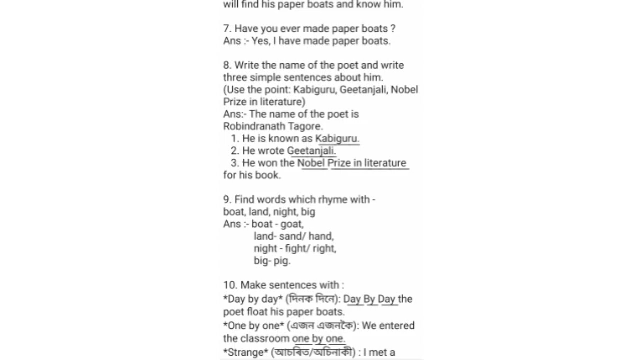 will find his paper boats and know him.
7. Have you ever made paper boats ?
Ans :- Yes, I have made paper boats.
8. Write the name of the poet and write
three simple sentences about him.
(Use the point: Kabiguru, Geetanjali, Nobel
Prize in literature)
Ans:- The name of the poet is
Robindranath Tagore.
1. He is known as Kabiguru.
2. He wrote Geetanjali.
3. He won the Nobel Prize in literature
for his book.
9. Find words which rhyme with -
boat, land, night, big
Ans :- boat - goat,
land- sand/ hand,
night - fight/ right,
big- pig.
10. Make sentences with :
*Day by day* (দিনক দিনে): Day By Day the
poet float his paper boats.
*One by one* (এজন এজনকৈ): We entered
the classroom one by one.
*Strange* (আচৰিত/অচিনাকী) : I met a